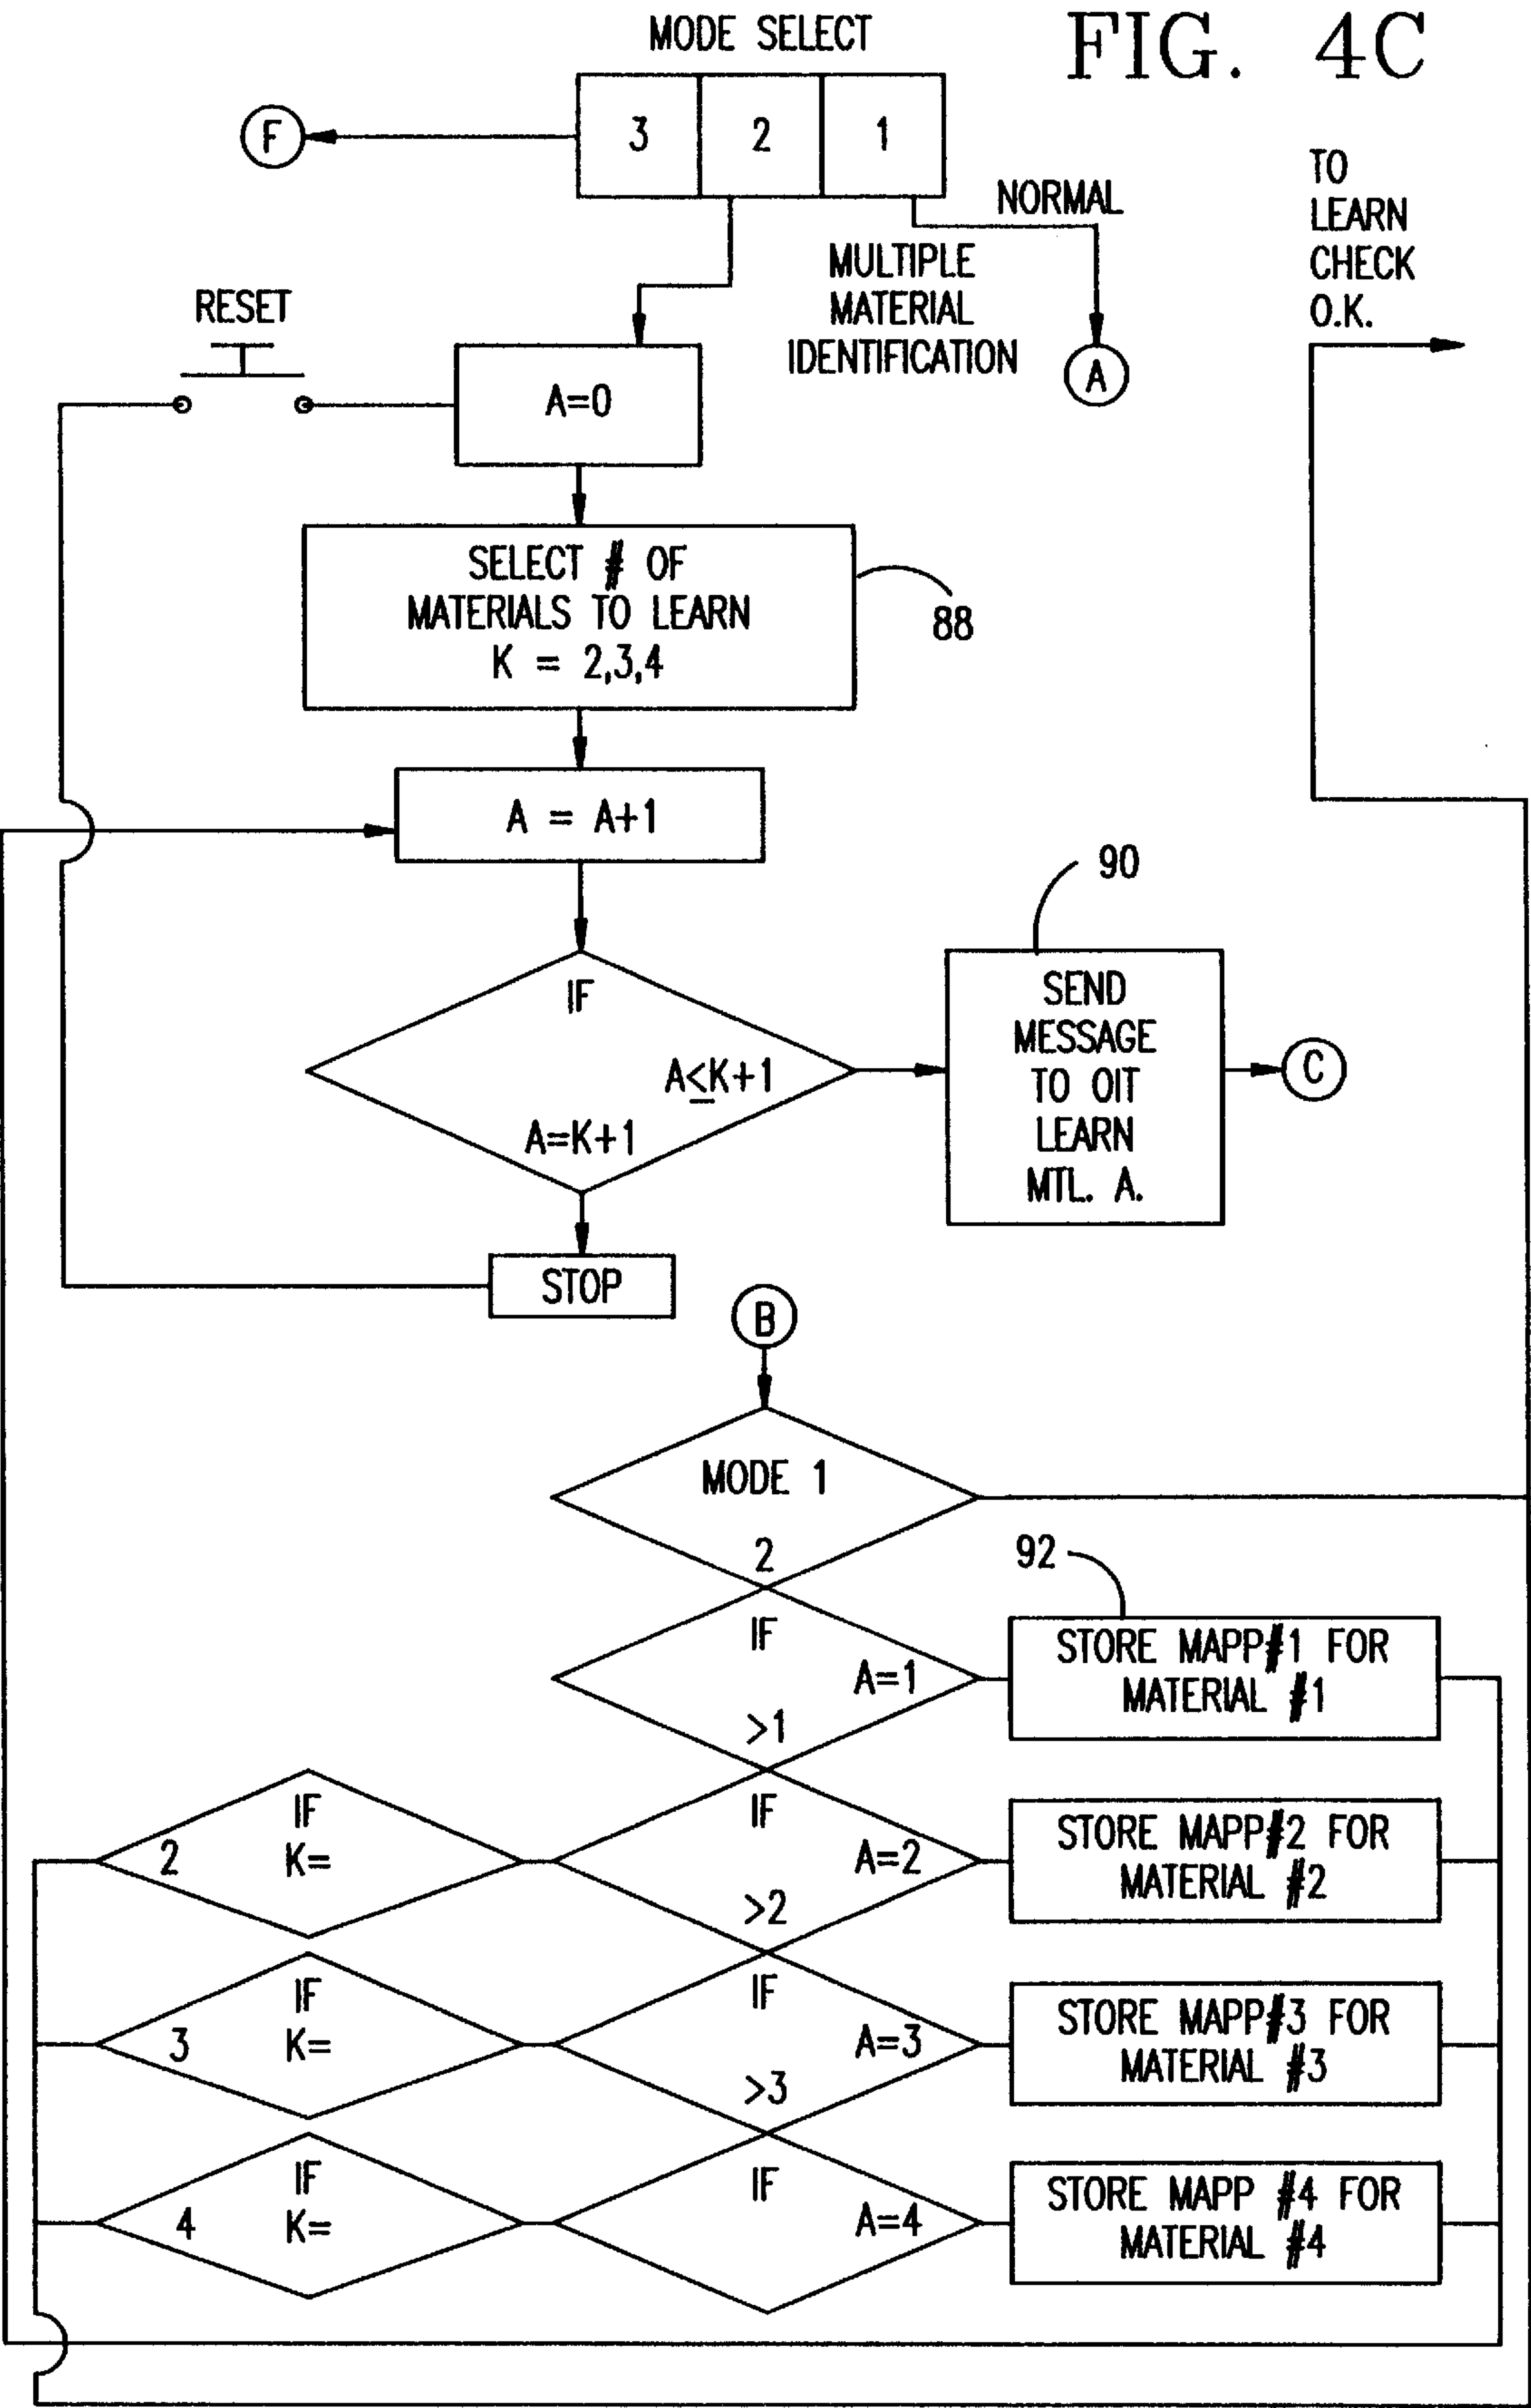 MODE SELECT
FIG. 4C
F
3 2 1
NORMAL
TO
LEARN
CHECK
O.K.
MULTIPLE
MATERIAL
IDENTIFICATION
A
RESET
A=0
SELECT # OF
MATERIALS TO LEARN
K = 2,3,4
88
A = A+1
90
IF
A≤K+1
A=K+1
SEND
MESSAGE
TO OIT
LEARN
MTL. A.
C
STOP
B
MODE 1
2
92
IF
A=1
>1
STORE MAPP#1 FOR
MATERIAL #1
IF
K=
2
IF
A=2
>2
STORE MAPP#2 FOR
MATERIAL #2
IF
K=
3
IF
A=3
>3
STORE MAPP#3 FOR
MATERIAL #3
IF
K=
4
IF
A=4
STORE MAPP #4 FOR
MATERIAL #4